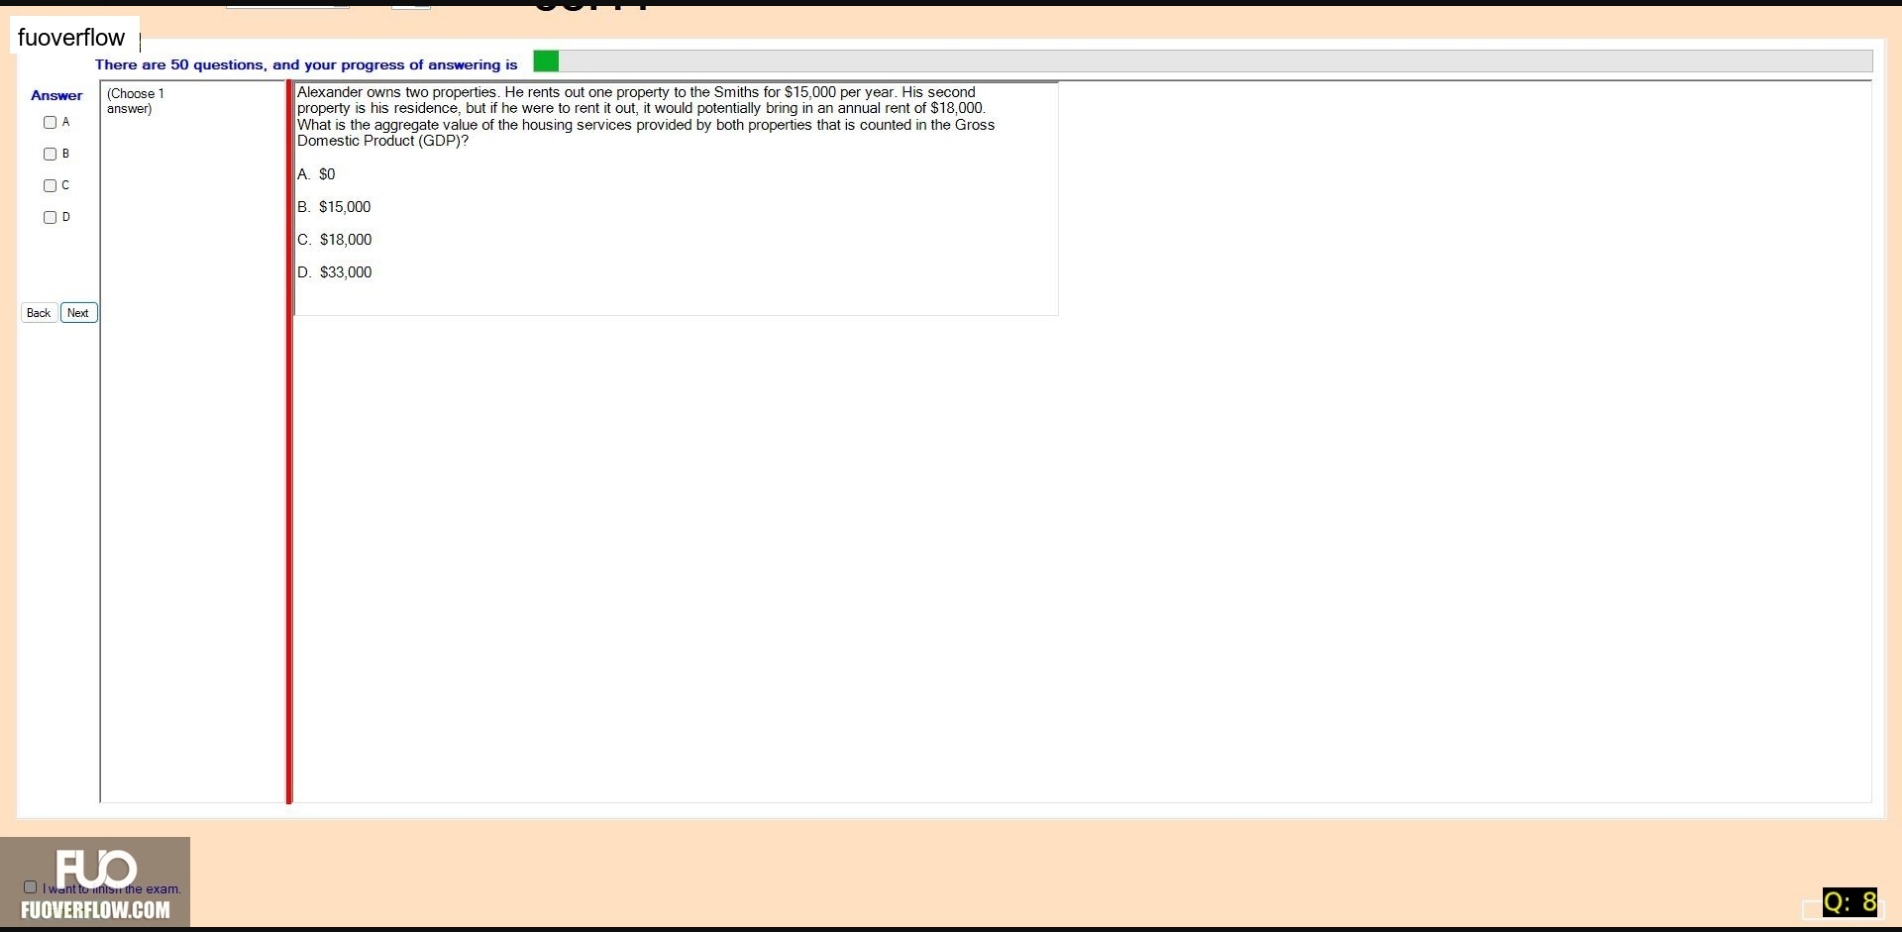 fuoverflow
There are 50 questions, and your progress of answering is
Answer
(Choose 1
answer)
A
B
C
D
Back Next
Alexander owns two properties. He rents out one property to the Smiths for $15,000 per year. His second
property is his residence, but if he were to rent it out, it would potentially bring in an annual rent of $18,000.
What is the aggregate value of the housing services provided by both properties that is counted in the Gross
Domestic Product (GDP)?
A. $0
B. $15,000
C. $18,000
D. $33,000
FUO
I want to finish the exam.
FUOVERFLOW.COM
Q: 8